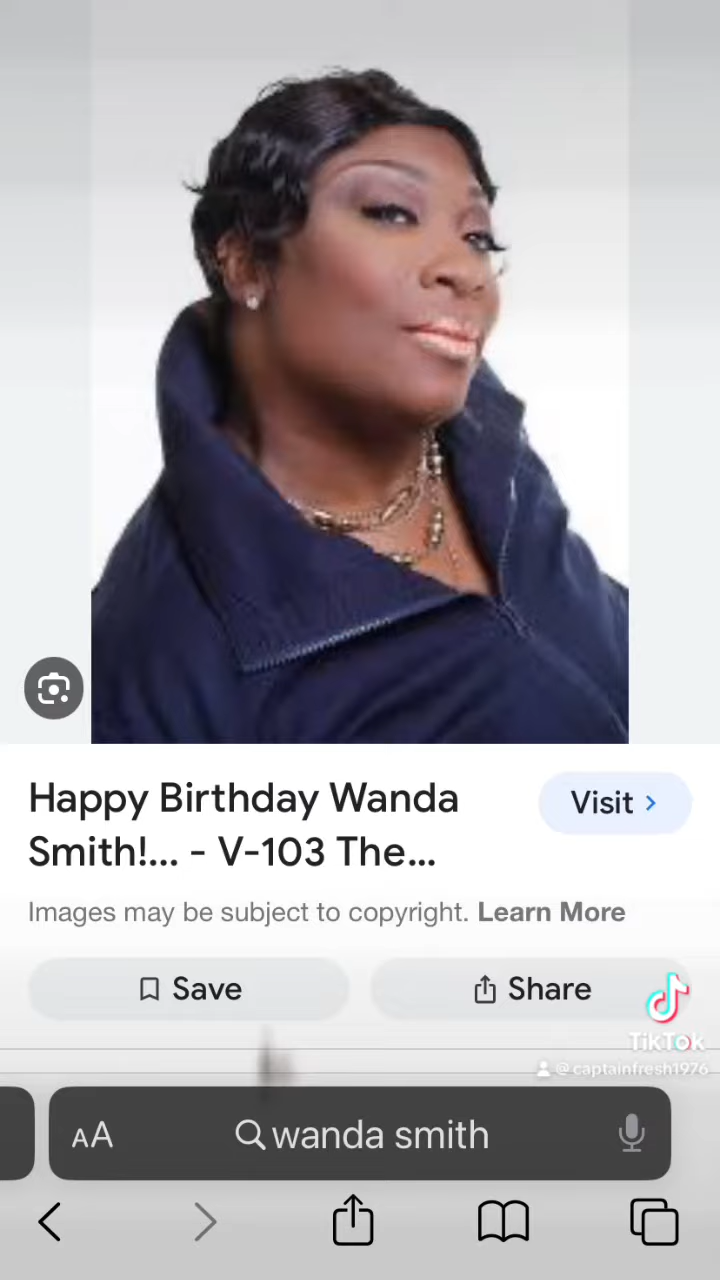 Happy Birthday Wanda
Smith!... - V-103 The...
Visit >
Images may be subject to copyright. Learn More
Save
Share
TikTok
@captainfresh1976
AA
wanda smith